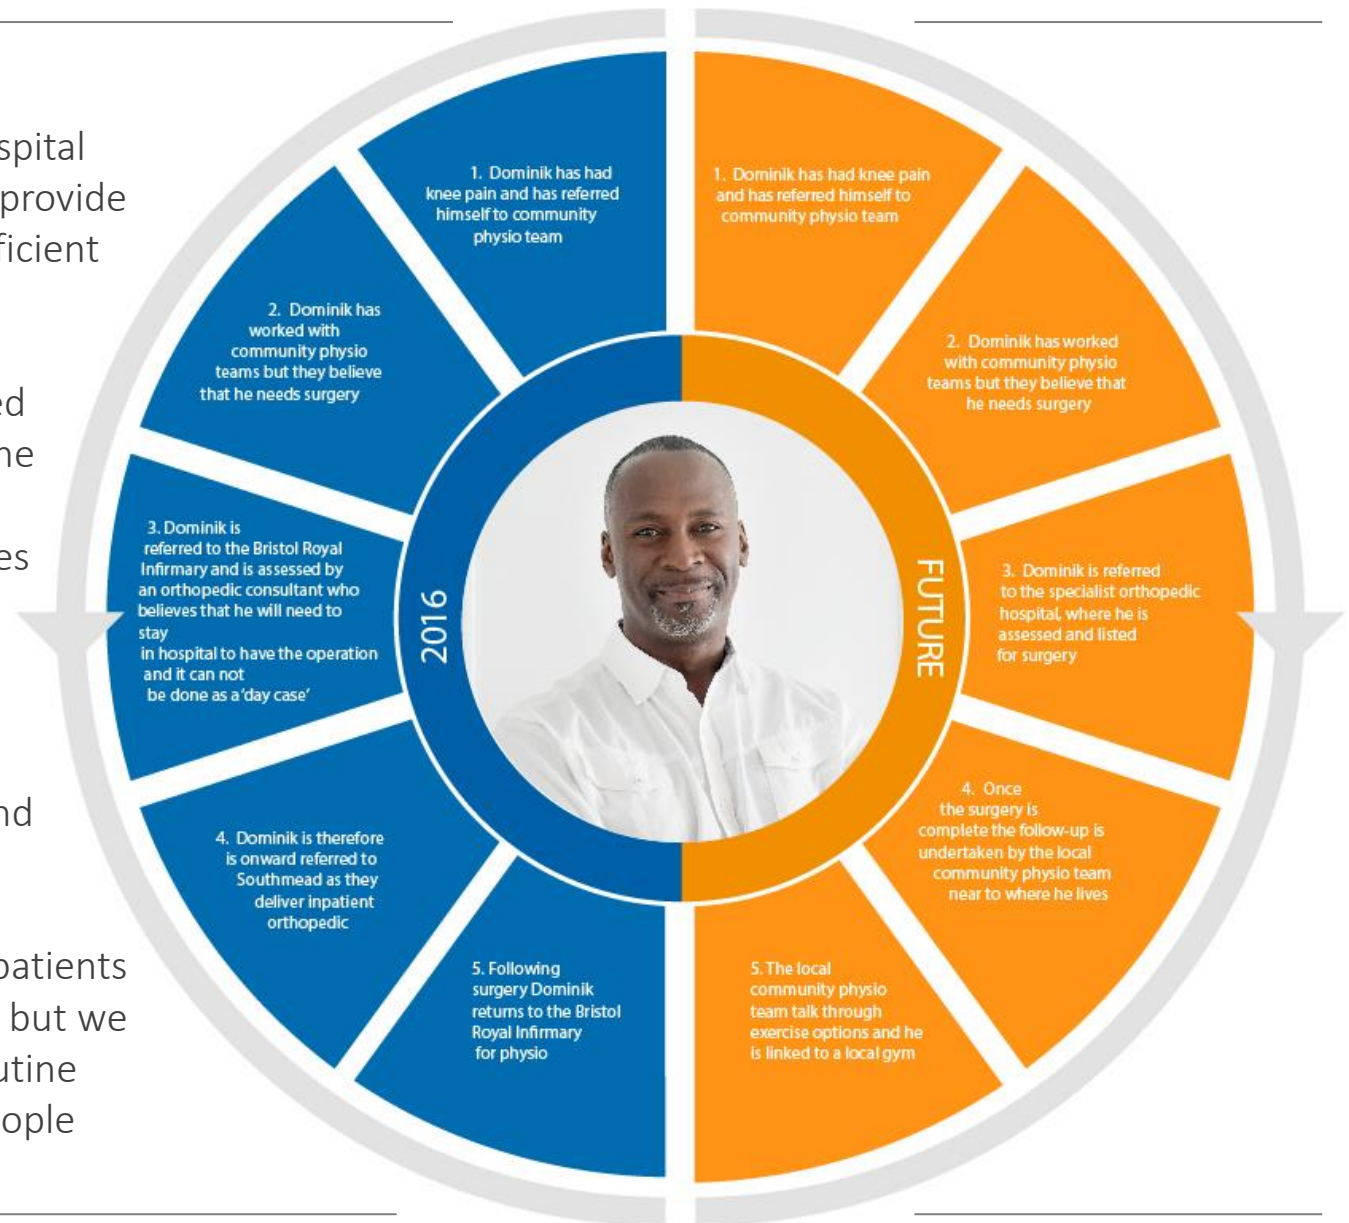 spital
provide
ficient
ed
ne
es
nd
patients
but we
utine
ople
1. Dominik has had
knee pain and has referred
himself to community
physio team
2. Dominik has
worked with
community physio
teams but they believe
that he needs surgery
3. Dominik is
referred to the Bristol Royal
Infirmary and is assessed by
an orthopedic consultant who
believes that he will need to
stay
in hospital to have the operation
and it can not
be done as a ‘day case’
4. Dominik is therefore
is onward referred to
Southmead as they
deliver inpatient
orthopedic
5. Following
surgery Dominik
returns to the Bristol
Royal Infirmary
for physio
2016
FUTURE
1. Dominik has had knee pain
and has referred himself to
community physio team
2. Dominik has worked
with community physio
teams but they believe that
he needs surgery
3. Dominik is referred
to the specialist orthopedic
hospital, where he is
assessed and listed
for surgery
4. Once
the surgery is
complete the follow-up is
undertaken by the local
community physio team
near to where he lives
5. The local
community physio
team talk through
exercise options and he
is linked to a local gym